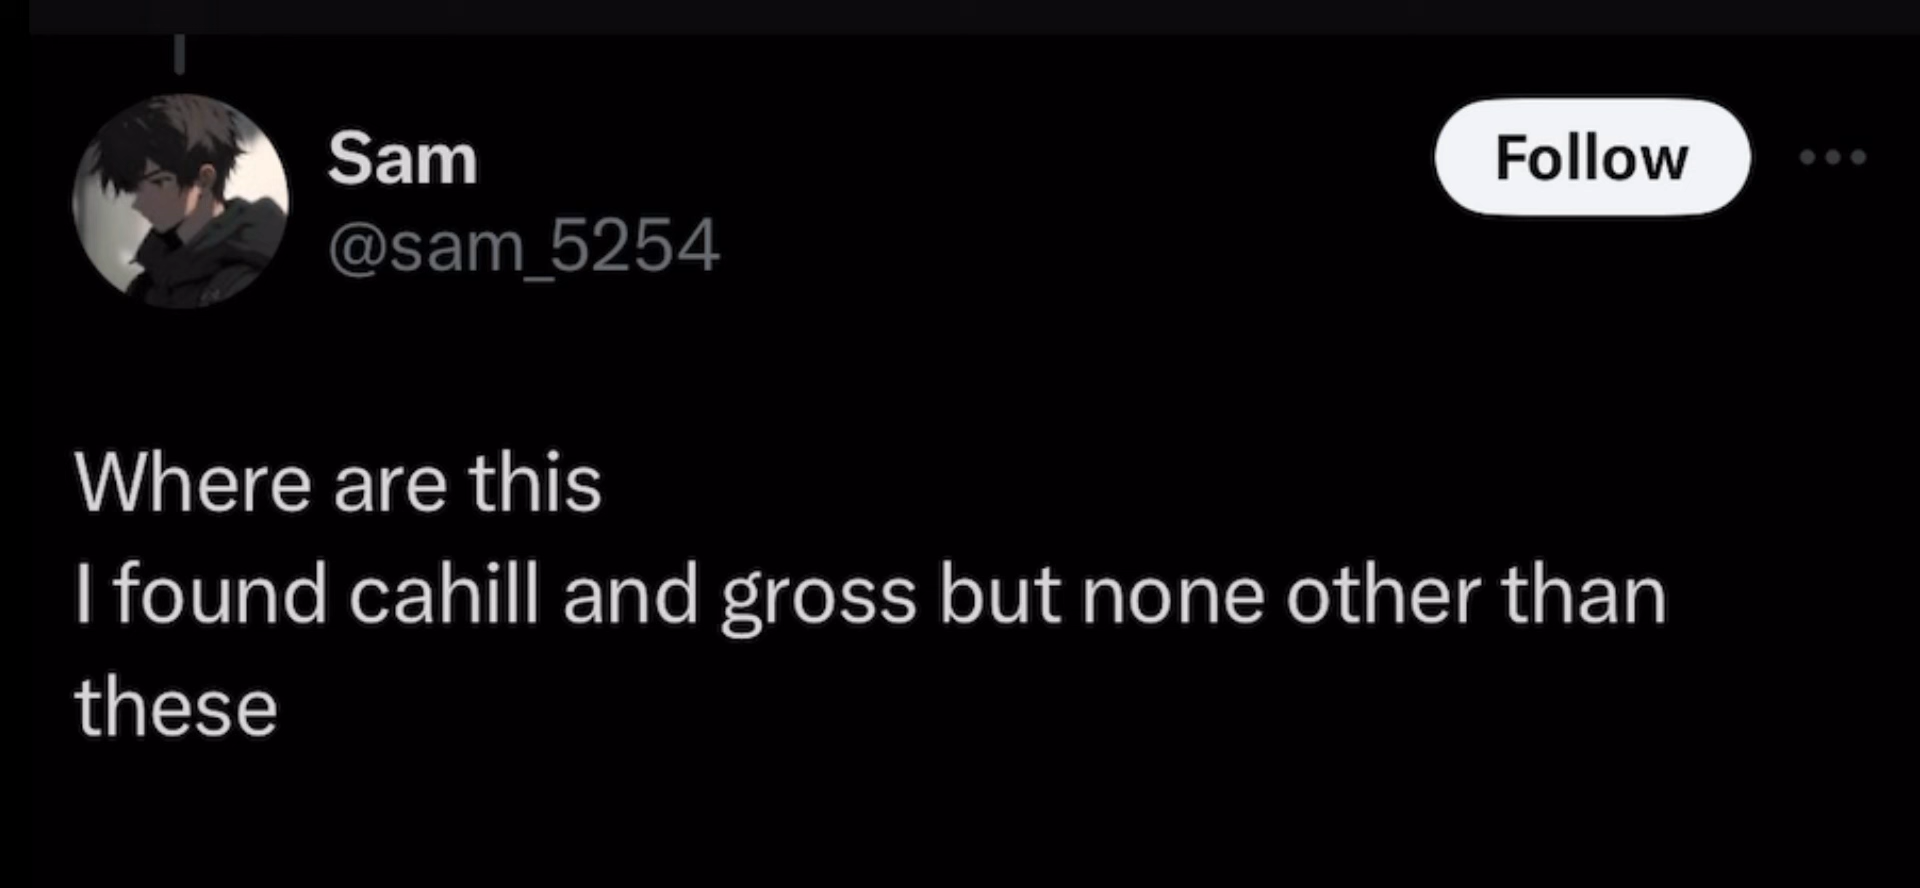 Sam
Follow
@sam_5254
Where are this
I found cahill and gross but none other than
these